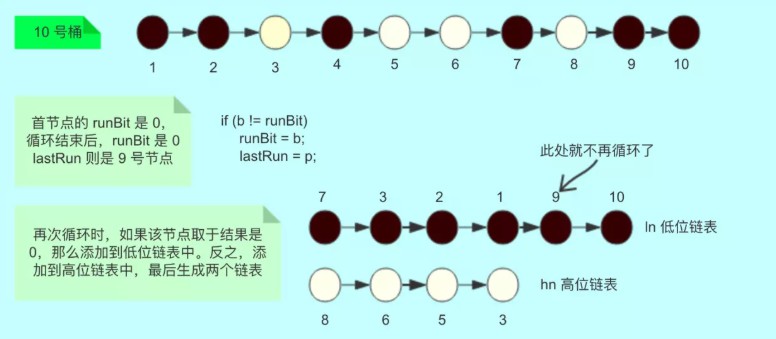 10 号桶
1 2 3 4 5 6 7 8 9 10
首节点的 runBit 是 0，
循环结束后，runBit 是 0
lastRun 则是 9 号节点
if (b != runBit)
runBit = b;
lastRun = p;
此处就不再循环了
7 3 2 1 9 10
ln 低位链表
再次循环时，如果该节点取于结果是
0，那么添加到低位链表中。反之，添
加到高位链表中，最后生成两个链表
hn 高位链表
8 6 5 3